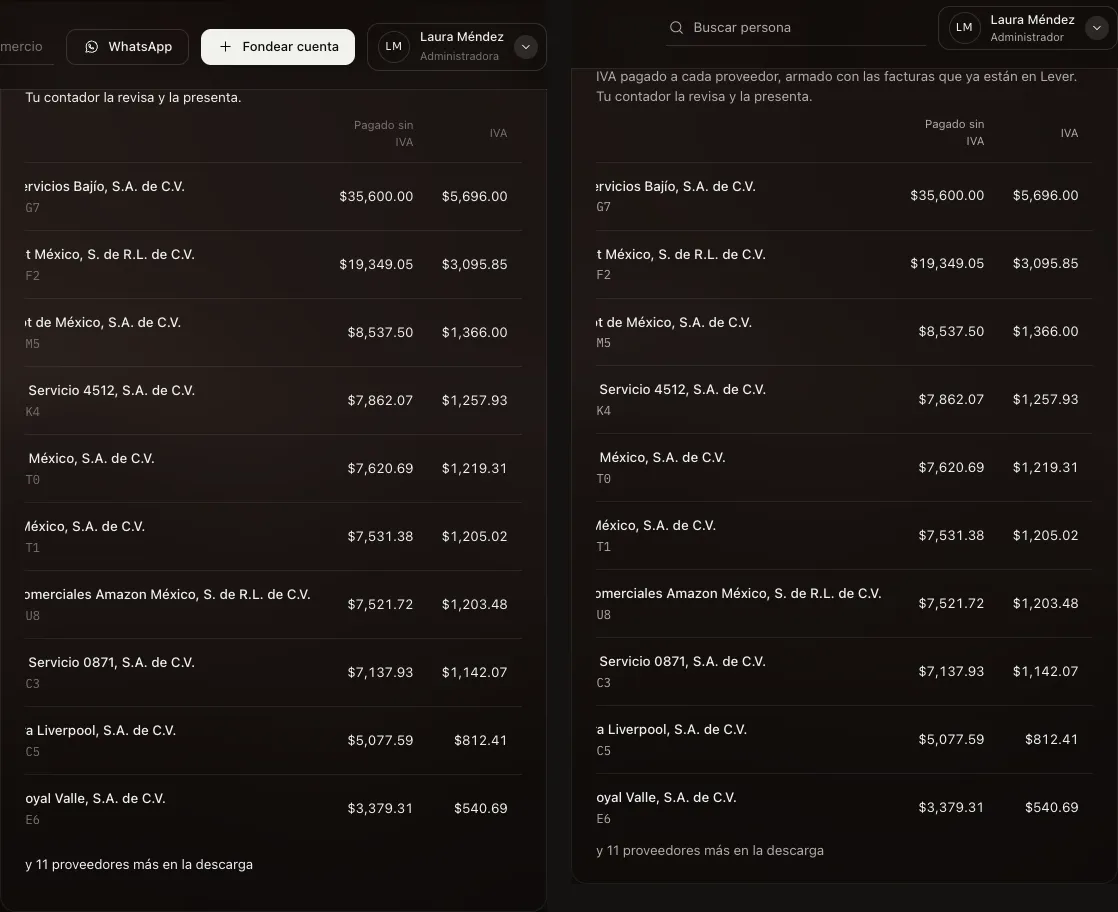 mercio
WhatsApp
Fondear cuenta
LM
Laura Méndez
Administradora
Tu contador la revisa y la presenta.
Pagado sin
IVA
IVA
ervicios Bajío, S.A. de C.V.
G7
$35,600.00
$5,696.00
t México, S. de R.L. de C.V.
F2
$19,349.05
$3,095.85
ot de México, S.A. de C.V.
M5
$8,537.50
$1,366.00
Servicio 4512, S.A. de C.V.
K4
$7,862.07
$1,257.93
México, S.A. de C.V.
T0
$7,620.69
$1,219.31
México, S.A. de C.V.
T1
$7,531.38
$1,205.02
omerciales Amazon México, S. de R.L. de C.V.
U8
$7,521.72
$1,203.48
Servicio 0871, S.A. de C.V.
C3
$7,137.93
$1,142.07
a Liverpool, S.A. de C.V.
C5
$5,077.59
$812.41
oyal Valle, S.A. de C.V.
E6
$3,379.31
$540.69
y 11 proveedores más en la descarga
Buscar persona
LM
Laura Méndez
Administrador
IVA pagado a cada proveedor, armado con las facturas que ya están en Lever.
Tu contador la revisa y la presenta.
Pagado sin
IVA
IVA
ervicios Bajío, S.A. de C.V.
G7
$35,600.00
$5,696.00
t México, S. de R.L. de C.V.
F2
$19,349.05
$3,095.85
ot de México, S.A. de C.V.
M5
$8,537.50
$1,366.00
Servicio 4512, S.A. de C.V.
K4
$7,862.07
$1,257.93
México, S.A. de C.V.
T0
$7,620.69
$1,219.31
México, S.A. de C.V.
T1
$7,531.38
$1,205.02
omerciales Amazon México, S. de R.L. de C.V.
U8
$7,521.72
$1,203.48
Servicio 0871, S.A. de C.V.
C3
$7,137.93
$1,142.07
a Liverpool, S.A. de C.V.
C5
$5,077.59
$812.41
oyal Valle, S.A. de C.V.
E6
$3,379.31
$540.69
y 11 proveedores más en la descarga